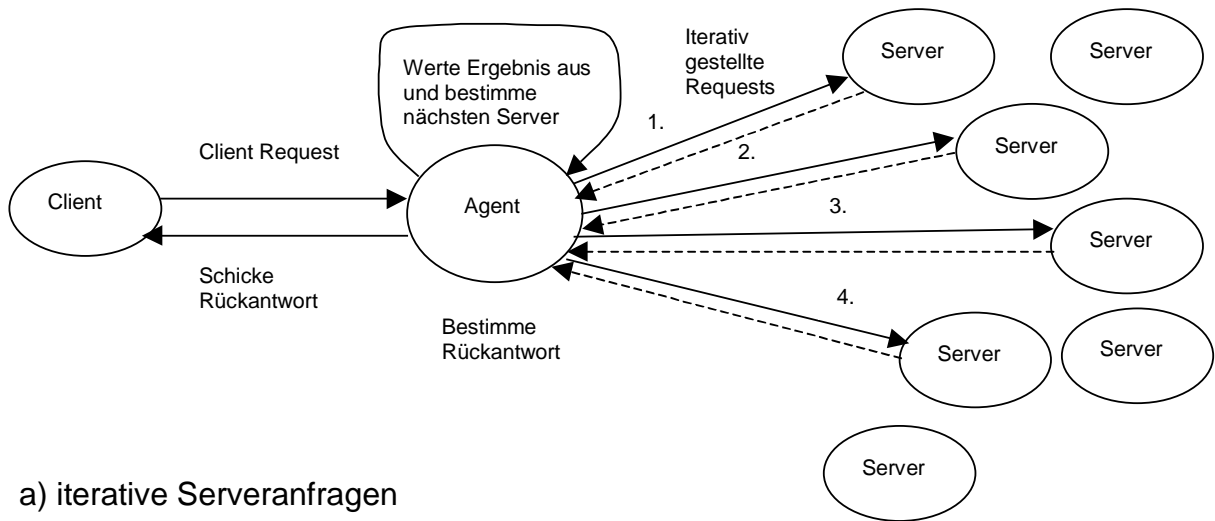 Werte Ergebnis aus
und bestimme
nächsten Server
Iterativ
gestellte
Requests
Server
Server
1.
Client Request
2.
Server
Client
Agent
3.
Server
Schicke
Rückantwort
4.
Bestimme
Rückantwort
Server
Server
Server
a) iterative Serveranfragen